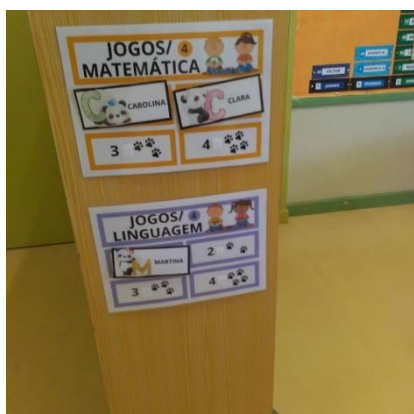 JOGOS/ 4
MATEMÁTICA
C CAROLINA
C CLARA
3
4
JOGOS/ 4
LINGUAGEM
M MARTINA
2
3
4